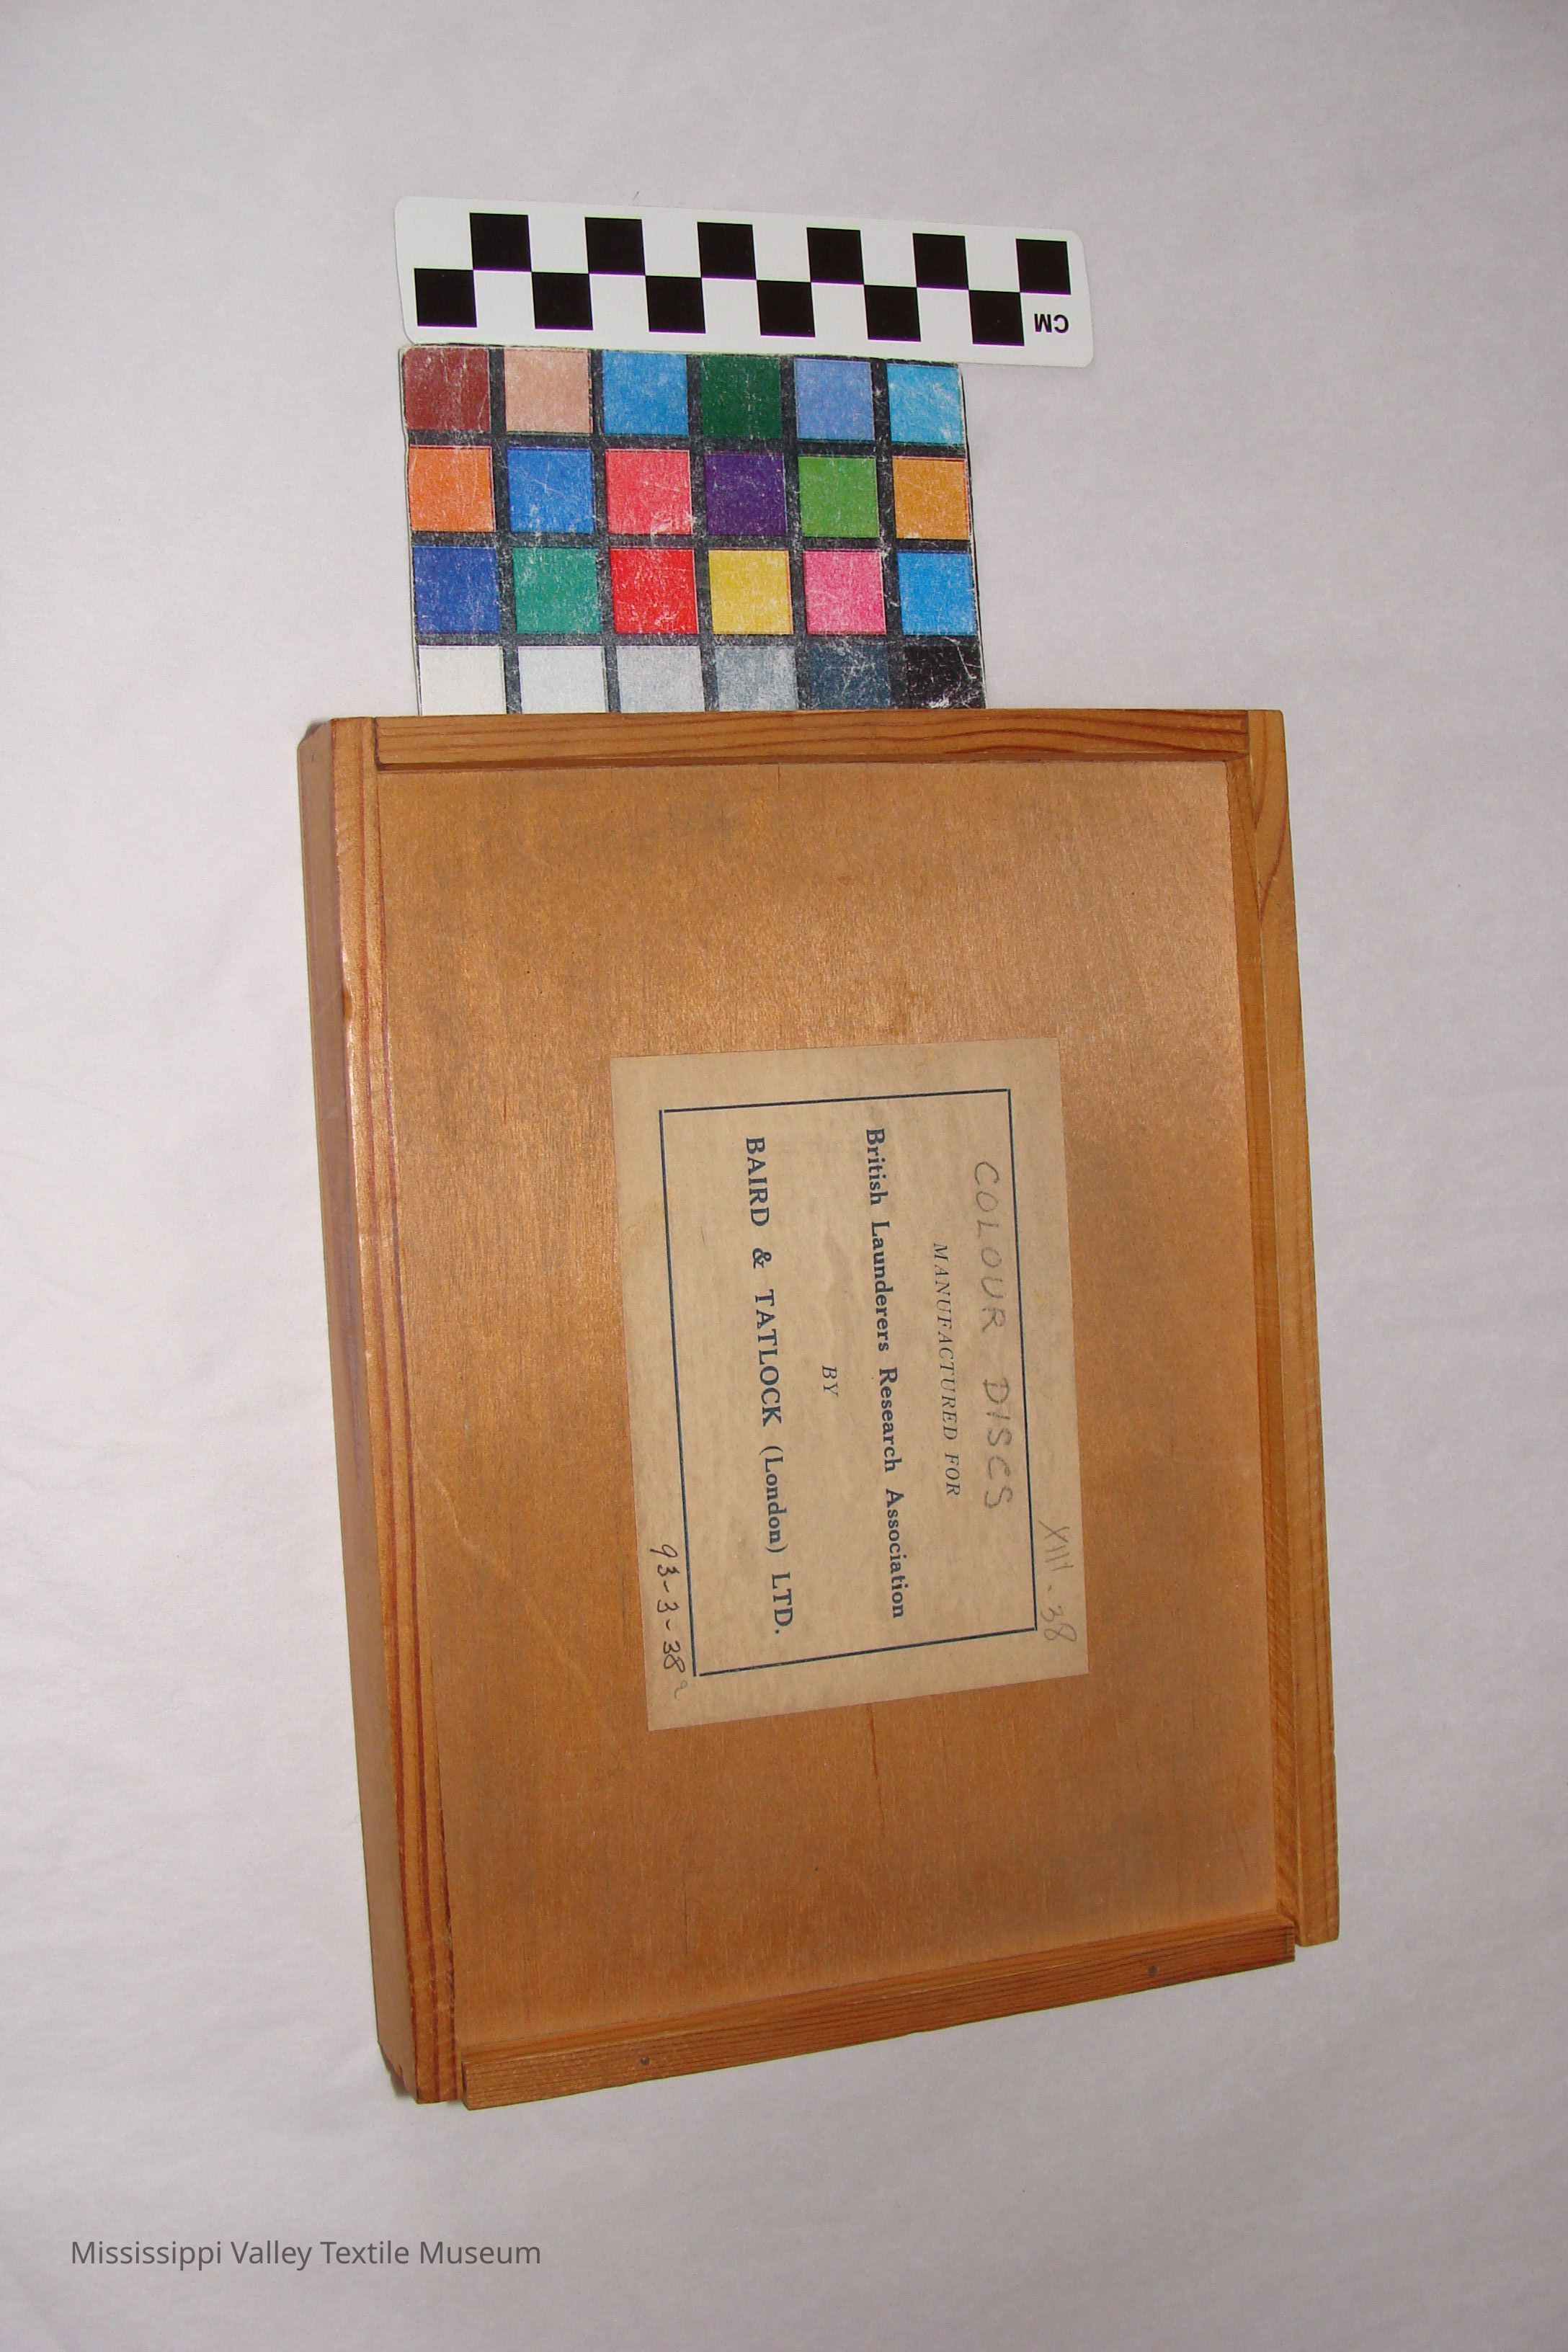 CM
XIII.38
COLOUR DISCS
MANUFACTURED FOR
British Launderers Research Association
BY
BAIRD & TATLOCK (London) LTD.
93-3-38
Mississippi Valley Textile Museum